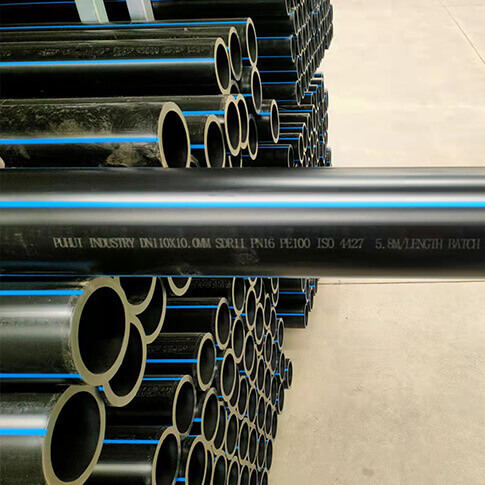 PUHUI INDUSTRY DN110X10.0MM SDR11 PN16 PE100 ISO 4427 5.8M/LENGTH BATCH